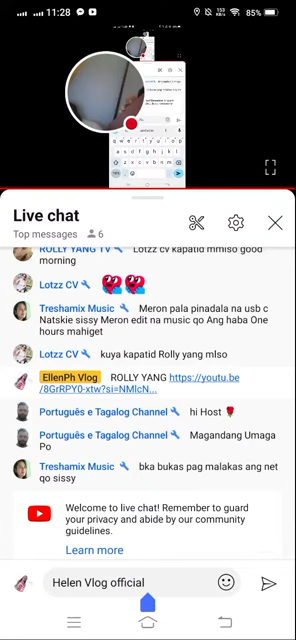 11:28
153
KB/s
85%
Live chat
Top messages 6
ROLLY YANG TV Lotzz cv kapatid mmiso good
morning
Lotzz CV
Treshamix Music Meron pala pinadala na usb c
Natskie sissy Meron edit na music qo Ang haba One
hours mahiget
Lotzz CV kuya kapatid Rolly yang mlso
EllenPh Vlog ROLLY YANG https://youtu.be
/8GrRPY0-xtw?si=NMlcN...
Português e Tagalog Channel hi Host
Português e Tagalog Channel Magandang Umaga
Po
Treshamix Music bka bukas pag malakas ang net
qo sissy
Welcome to live chat! Remember to guard
your privacy and abide by our community
guidelines.
Learn more
Helen Vlog official